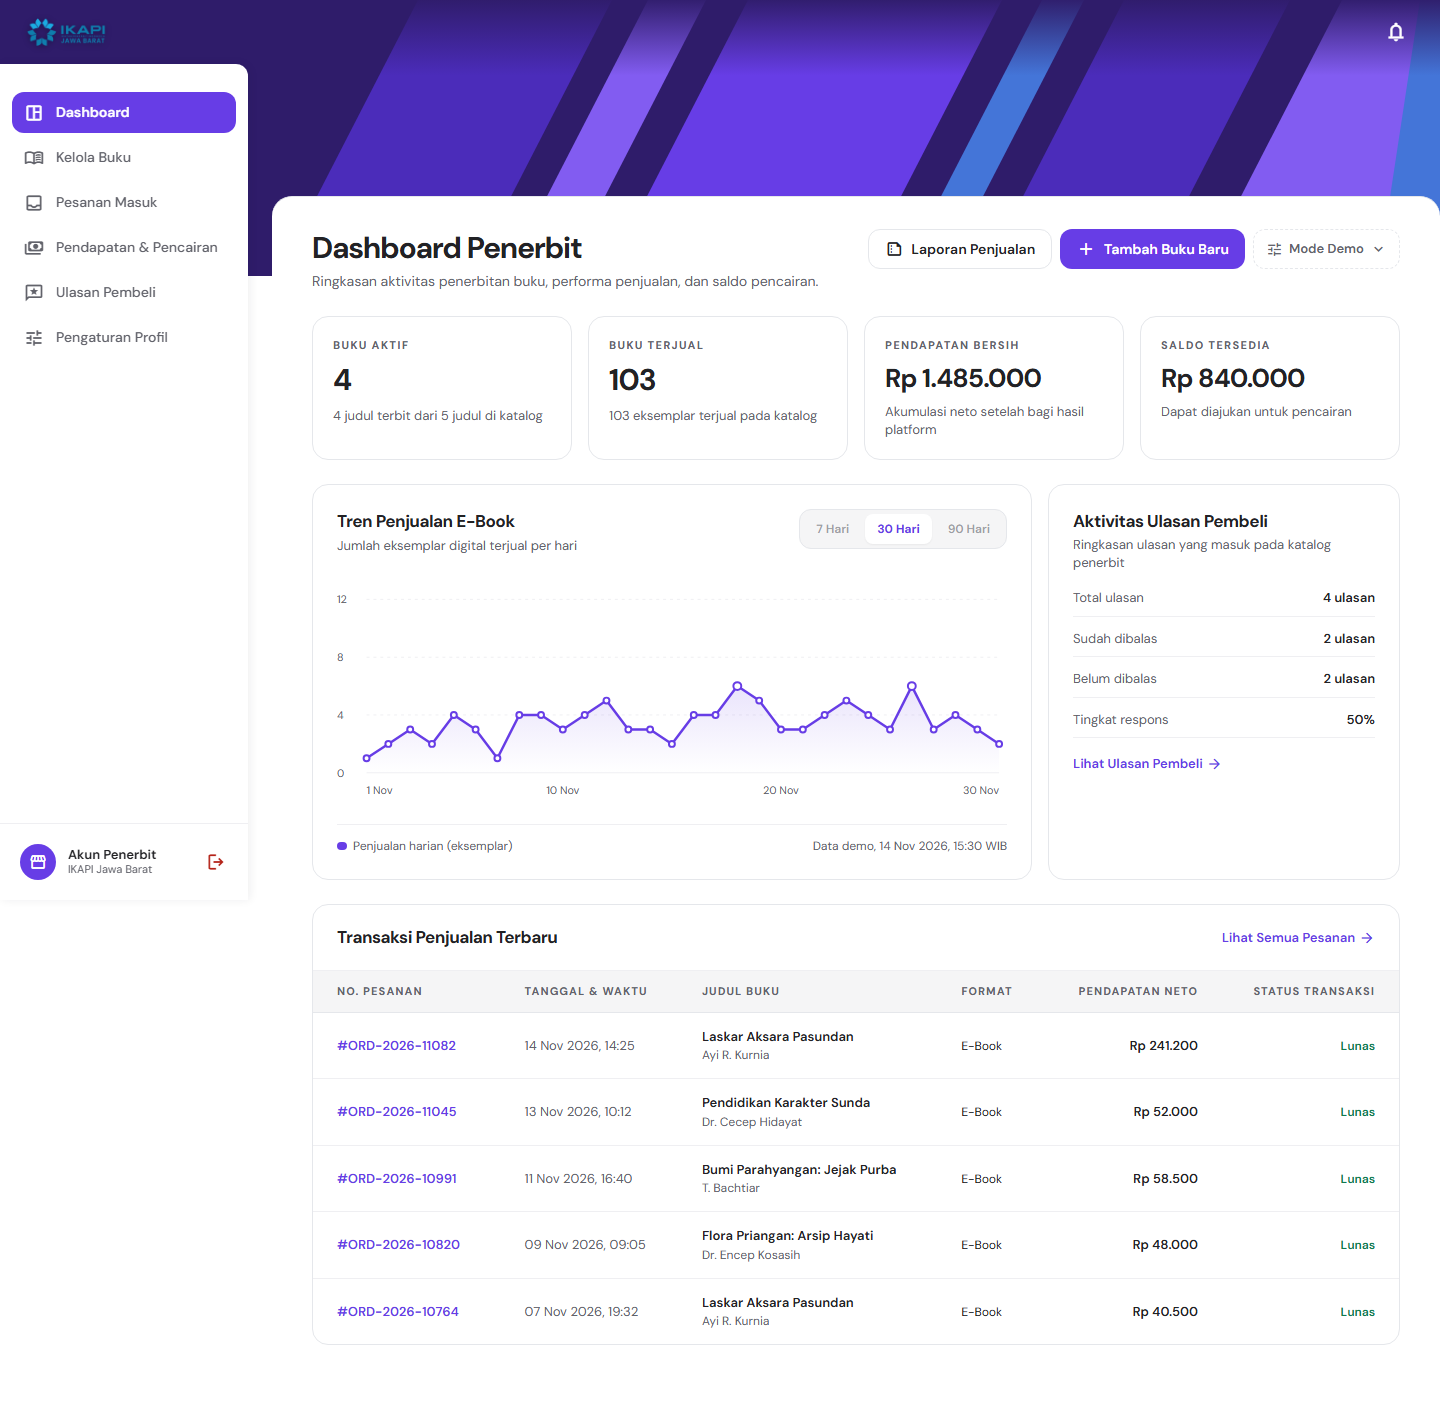 IKAPI
JAWA BARAT
Dashboard
Kelola Buku
Pesanan Masuk
Pendapatan & Pencairan
Ulasan Pembeli
Pengaturan Profil
Akun Penerbit
IKAPI Jawa Barat
Dashboard Penerbit
Ringkasan aktivitas penerbitan buku, performa penjualan, dan saldo pencairan.
Laporan Penjualan
Tambah Buku Baru
Mode Demo
BUKU AKTIF
4
4 judul terbit dari 5 judul di katalog
BUKU TERJUAL
103
103 eksemplar terjual pada katalog
PENDAPATAN BERSIH
Rp 1.485.000
Akumulasi neto setelah bagi hasil
platform
SALDO TERSEDIA
Rp 840.000
Dapat diajukan untuk pencairan
Tren Penjualan E-Book
Jumlah eksemplar digital terjual per hari
7 Hari 30 Hari 90 Hari
12
8
4
0
1 Nov 10 Nov 20 Nov 30 Nov
Penjualan harian (eksemplar)
Data demo, 14 Nov 2026, 15:30 WIB
Aktivitas Ulasan Pembeli
Ringkasan ulasan yang masuk pada katalog
penerbit
Total ulasan 4 ulasan
Sudah dibalas 2 ulasan
Belum dibalas 2 ulasan
Tingkat respons 50%
Lihat Ulasan Pembeli →
Transaksi Penjualan Terbaru
Lihat Semua Pesanan →
NO. PESANAN TANGGAL & WAKTU JUDUL BUKU FORMAT PENDAPATAN NETO STATUS TRANSAKSI
#ORD-2026-11082 14 Nov 2026, 14:25 Laskar Aksara Pasundan E-Book Rp 241.200 Lunas
Ayi R. Kurnia
#ORD-2026-11045 13 Nov 2026, 10:12 Pendidikan Karakter Sunda E-Book Rp 52.000 Lunas
Dr. Cecep Hidayat
#ORD-2026-10991 11 Nov 2026, 16:40 Bumi Parahyangan: Jejak Purba E-Book Rp 58.500 Lunas
T. Bachtiar
#ORD-2026-10820 09 Nov 2026, 09:05 Flora Priangan: Arsip Hayati E-Book Rp 48.000 Lunas
Dr. Encep Kosasih
#ORD-2026-10764 07 Nov 2026, 19:32 Laskar Aksara Pasundan E-Book Rp 40.500 Lunas
Ayi R. Kurnia